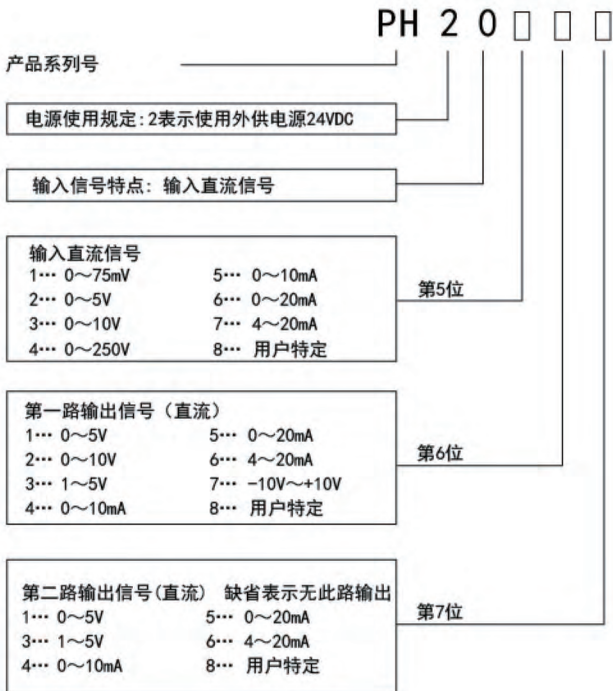 PH 2 0 □ □ □
产品系列号
电源使用规定:2表示使用外供电源24VDC
输入信号特点: 输入直流信号
输入直流信号
1… 0～75mV 5… 0～10mA
2… 0～5V 6… 0～20mA
3… 0～10V 7… 4～20mA
4… 0～250V 8… 用户特定
第5位
第一路输出信号（直流）
1… 0～5V 5… 0～20mA
2… 0～10V 6… 4～20mA
3… 1～5V 7… -10V～+10V
4… 0～10mA 8… 用户特定
第6位
第二路输出信号(直流) 缺省表示无此路输出
1… 0～5V 5… 0～20mA
3… 1～5V 6… 4～20mA
4… 0～10mA 8… 用户特定
第7位